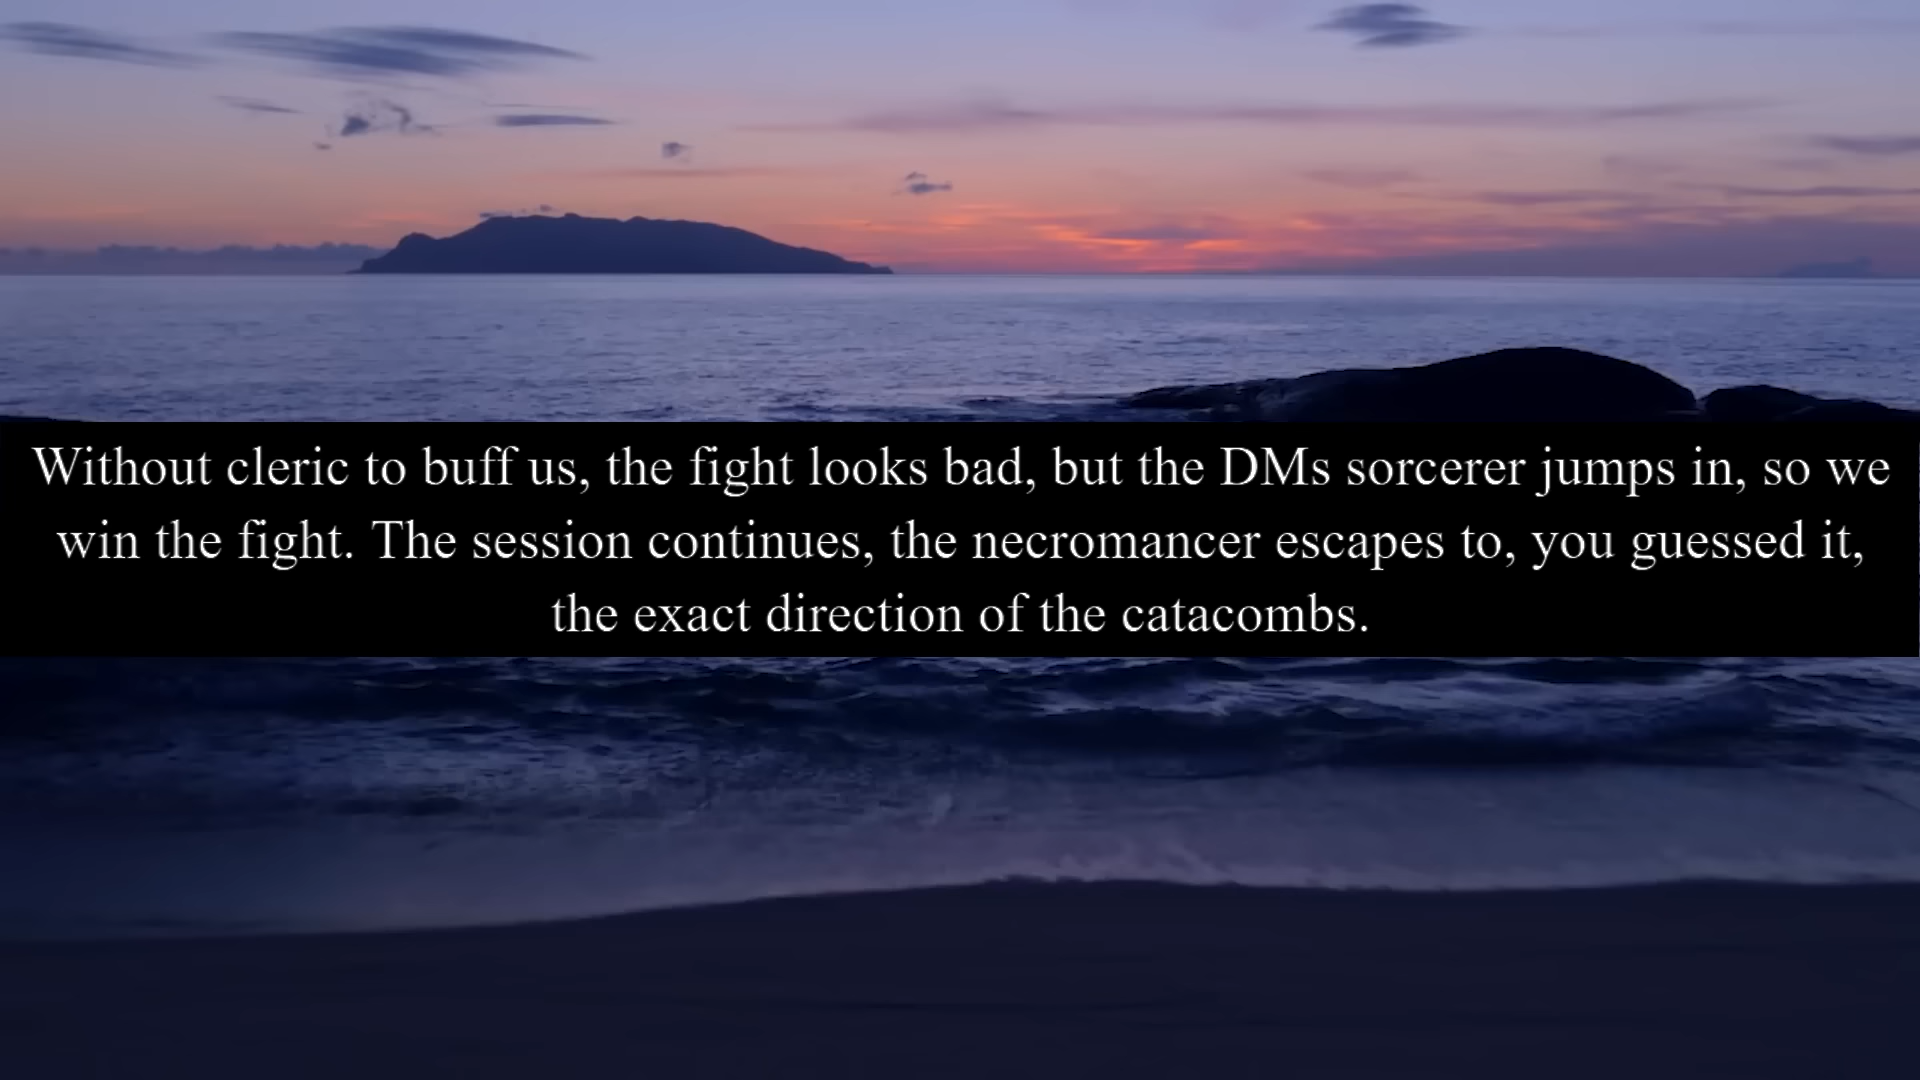 Without cleric to buff us, the fight looks bad, but the DMs sorcerer jumps in, so we
win the fight. The session continues, the necromancer escapes to, you guessed it,
the exact direction of the catacombs.